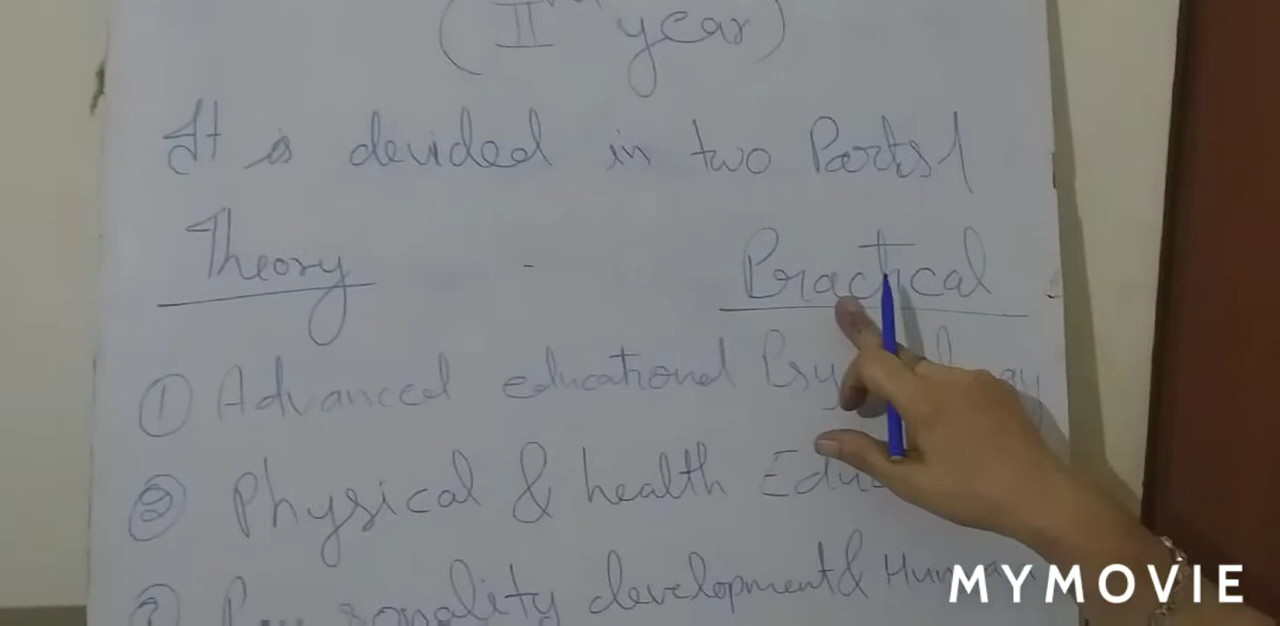 ( II year)
It is devided in two Parts/
Theory - Practical
① Advanced educational
② Physical & health
development &
MYMOVIE